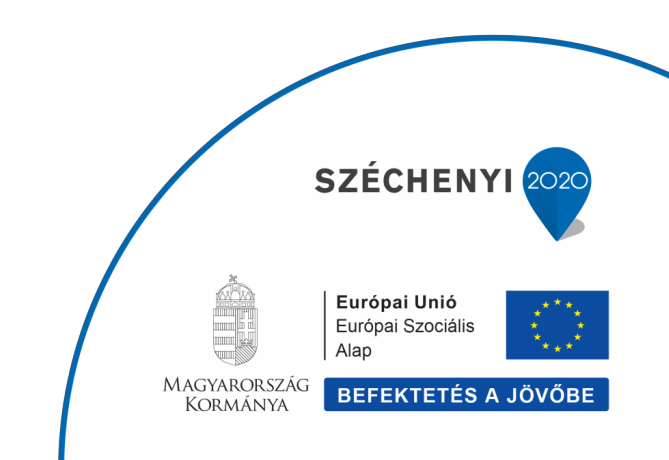 SZÉCHENYI 2020
Európai Unió
Európai Szociális
Alap
MAGYARORSZÁG
KORMÁNYA
BEFEKTETÉS A JÖVŐBE